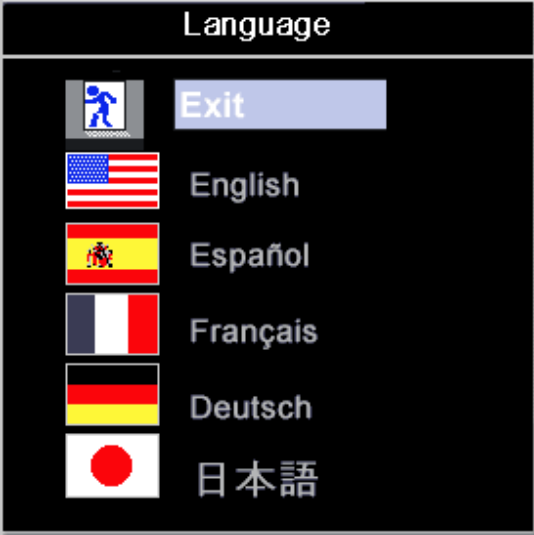 Language
Exit
English
Español
Français
Deutsch
日本語